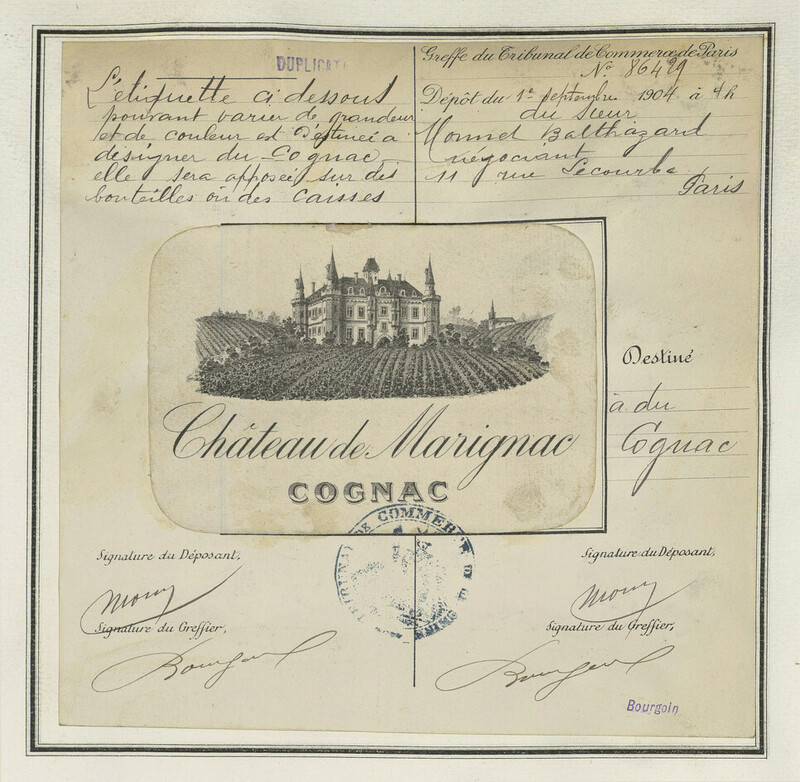 DUPLICATA
L'étiquette ci dessous
pouvant varier de grandeur
et de couleur est destinée a
désigner du Cognac
elle sera apposée sur des
bouteilles ou des caisses
Greffe du Tribunal de Commerce de Paris
N° 86429
Dépôt du 1er septembre 1904 à 4h
du sieur
Monnet Balthazard
négociant
11 rue Lecourbe
Paris
Château de Marignac
COGNAC
Destiné
à du
Cognac
TRIBUNAL DE COMMERCE
Signature du Déposant,
Signature du Greffier,
Signature du Déposant,
Signature du Greffier,
Bourgoin